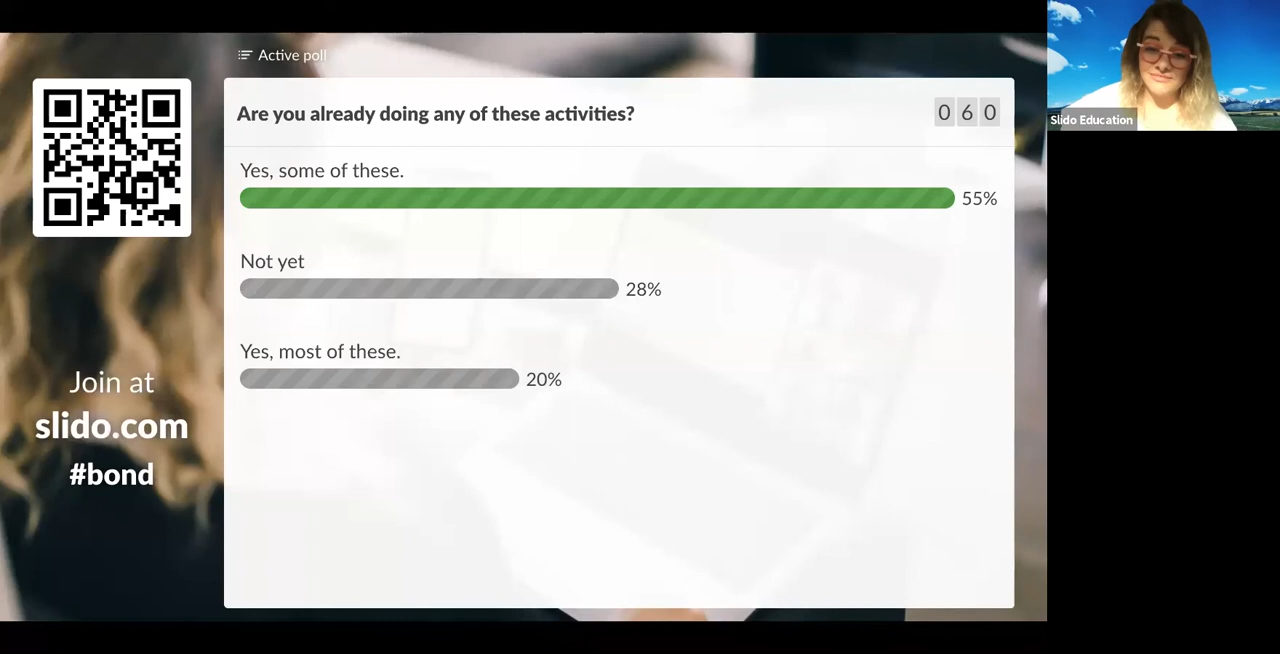 Active poll
Are you already doing any of these activities?
0 6 0
Yes, some of these.
55%
Not yet
28%
Yes, most of these.
20%
Join at
slido.com
#bond
Slido Education